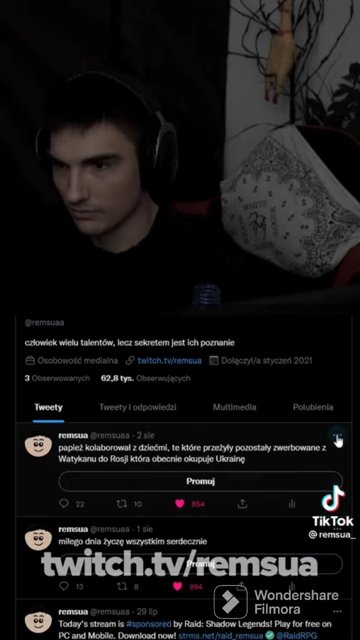 @remsuaa
człowiek wielu talentów, lecz sekretem jest ich poznanie
Osobowość medialna twitch.tv/remsua Dołączył/a styczeń 2021
3 Obserwowanych 62,8 tys. Obserwujących
Tweety Tweety i odpowiedzi Multimedia Polubienia
remsua @remsuaa · 2 sie
papież kolaborował z dziećmi, te które przeżyły pozostały zwerbowane z
Watykanu do Rosji która obecnie okupuje Ukrainę
Promuj
22 10 854
TikTok
@remsua_
remsua @remsuaa · 1 sie
miłego dnia życzę wszystkim serdecznie
Promuj
twitch.tv/remsua
13 8 994
Wondershare
Filmora
remsua @remsuaa · 29 lip
Today's stream is #sponsored by Raid: Shadow Legends! Play for free on
PC and Mobile. Download now! strms.net/raid_remsua @RaidRPG